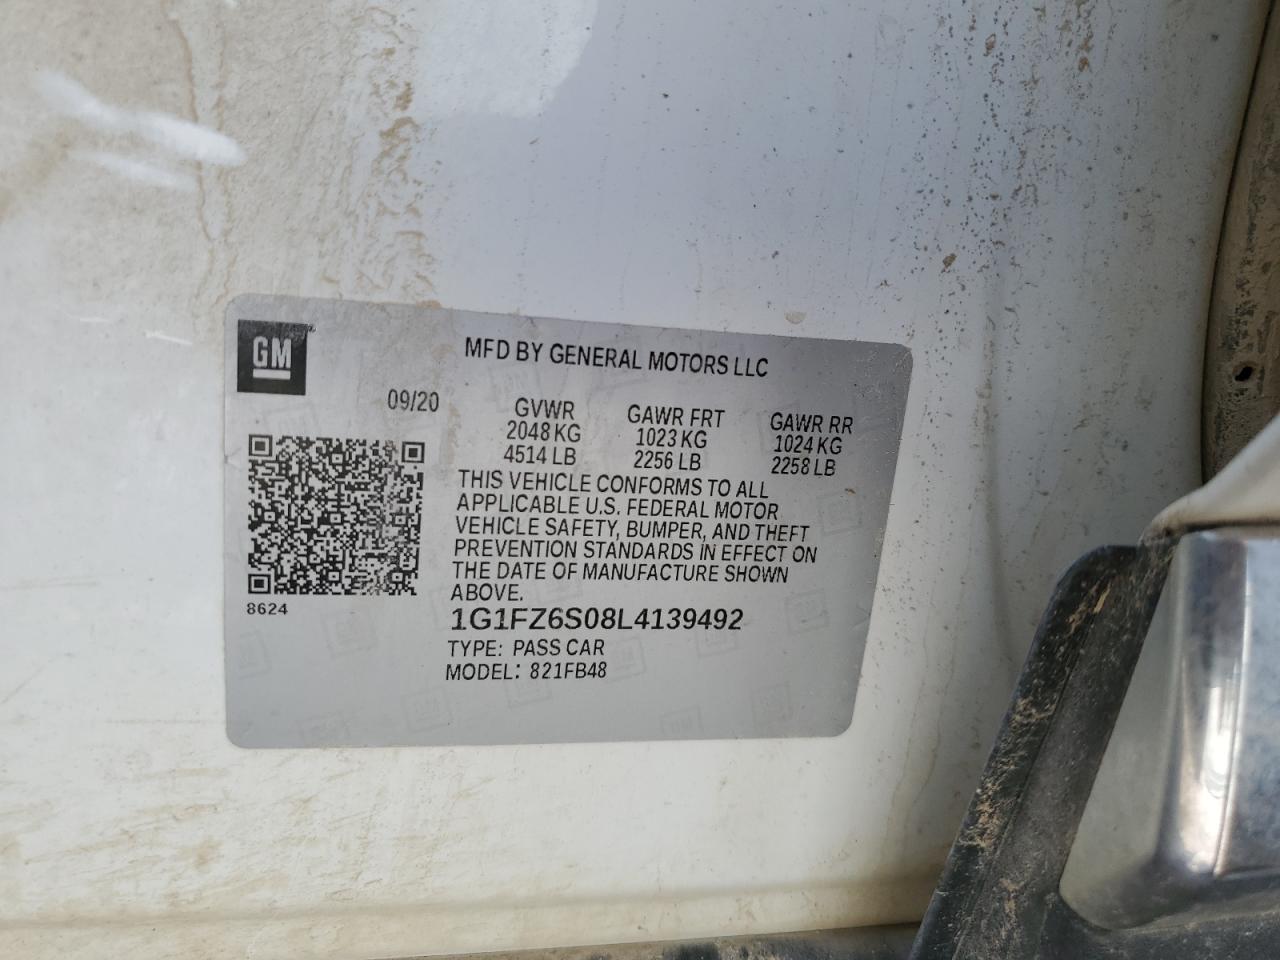 GM
MFD BY GENERAL MOTORS LLC
09/20
GVWR GAWR FRT GAWR RR
2048 KG 1023 KG 1024 KG
4514 LB 2256 LB 2258 LB
THIS VEHICLE CONFORMS TO ALL
APPLICABLE U.S. FEDERAL MOTOR
VEHICLE SAFETY, BUMPER, AND THEFT
PREVENTION STANDARDS IN EFFECT ON
THE DATE OF MANUFACTURE SHOWN
ABOVE.
8624
1G1FZ6S08L4139492
TYPE: PASS CAR
MODEL: 821FB48